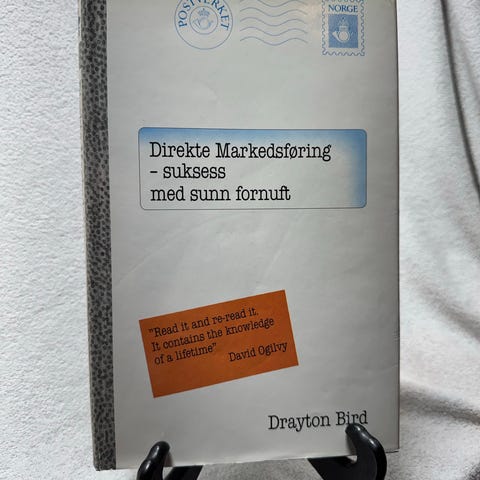 POSTVERKET
NORGE
Direkte Markedsføring
- suksess
med sunn fornuft
"Read it and re-read it.
It contains the knowledge
of a lifetime"
David Ogilvy
Drayton Bird